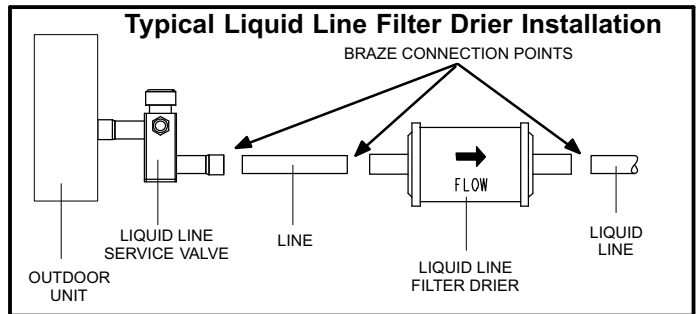 Typical Liquid Line Filter Drier Installation
BRAZE CONNECTION POINTS
FLOW
LIQUID LINE
SERVICE VALVE
LINE
LIQUID
LINE
OUTDOOR
UNIT
LIQUID LINE
FILTER DRIER